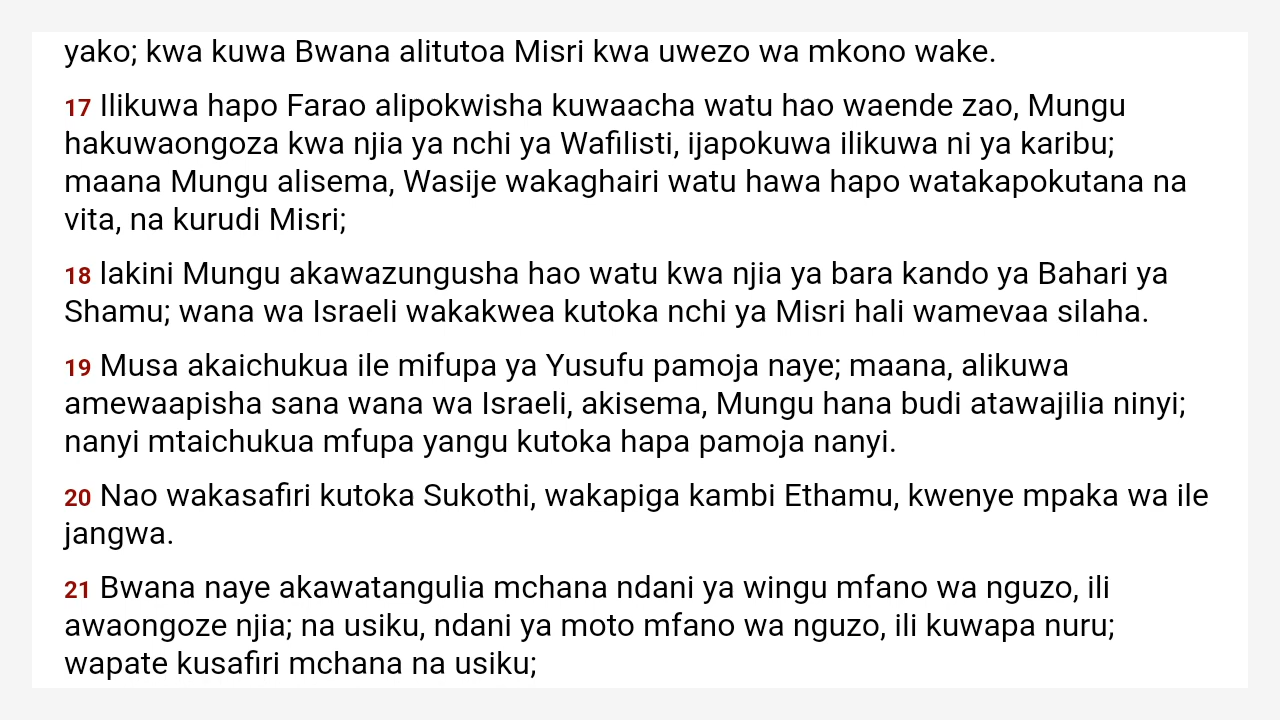 yako; kwa kuwa Bwana alitutoa Misri kwa uwezo wa mkono wake.
17 Ilikuwa hapo Farao alipokwisha kuwaacha watu hao waende zao, Mungu
hakuwaongoza kwa njia ya nchi ya Wafilisti, ijapokuwa ilikuwa ni ya karibu;
maana Mungu alisema, Wasije wakaghairi watu hawa hapo watakapokutana na
vita, na kurudi Misri;
18 lakini Mungu akawazungusha hao watu kwa njia ya bara kando ya Bahari ya
Shamu; wana wa Israeli wakakwea kutoka nchi ya Misri hali wamevaa silaha.
19 Musa akaichukua ile mifupa ya Yusufu pamoja naye; maana, alikuwa
amewaapisha sana wana wa Israeli, akisema, Mungu hana budi atawajilia ninyi;
nanyi mtaichukua mfupa yangu kutoka hapa pamoja nanyi.
20 Nao wakasafiri kutoka Sukothi, wakapiga kambi Ethamu, kwenye mpaka wa ile
jangwa.
21 Bwana naye akawatangulia mchana ndani ya wingu mfano wa nguzo, ili
awaongoze njia; na usiku, ndani ya moto mfano wa nguzo, ili kuwapa nuru;
wapate kusafiri mchana na usiku;